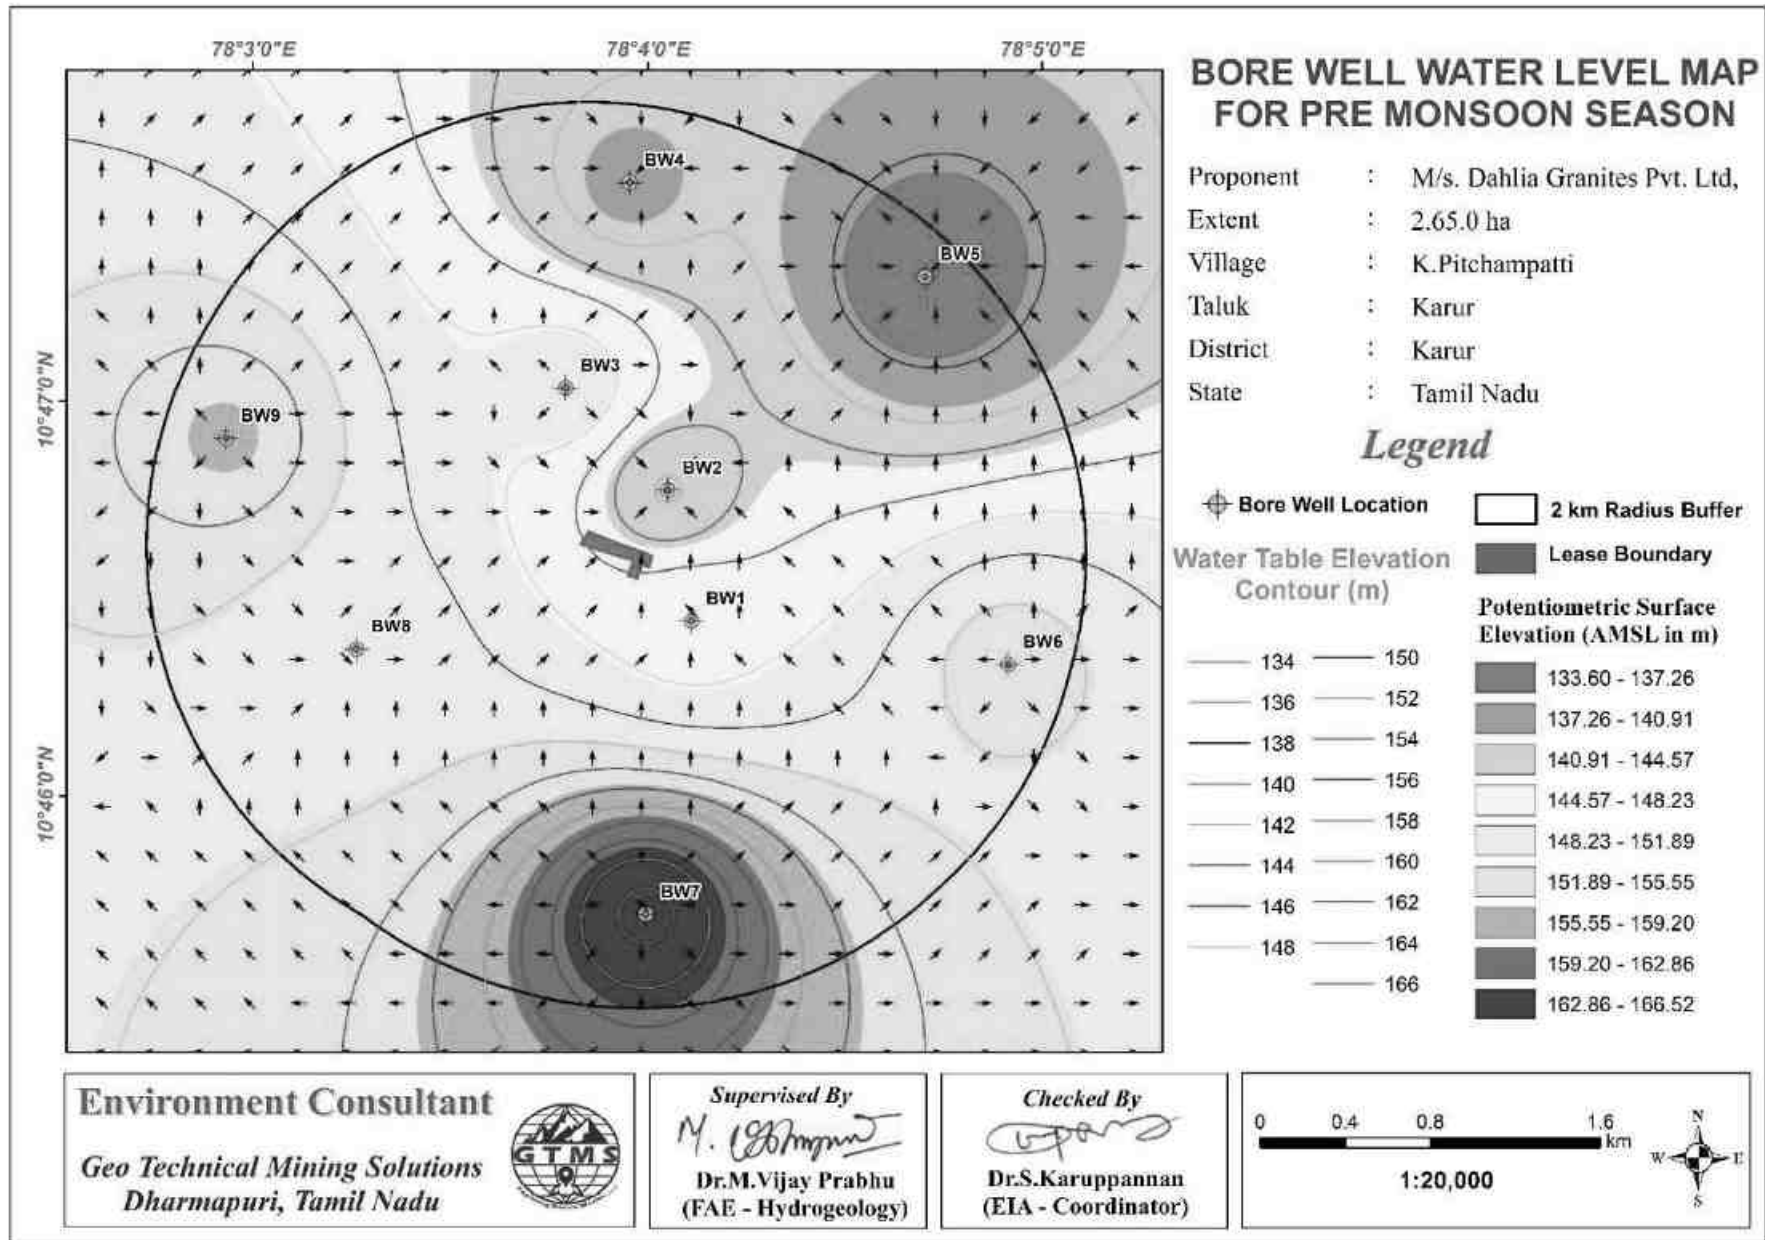 78°3'0"E
78°4'0"E
78°5'0"E
10°47'0"N
10°46'0"N
BW4
BW5
BW3
BW9
BW2
BW1
BW8
BW6
BW7
BORE WELL WATER LEVEL MAP
FOR PRE MONSOON SEASON
Proponent : M/s. Dahlia Granites Pvt. Ltd,
Extent : 2.65.0 ha
Village : K.Pitchampatti
Taluk : Karur
District : Karur
State : Tamil Nadu
Legend
Bore Well Location
2 km Radius Buffer
Lease Boundary
Water Table Elevation
Contour (m)
134
136
138
140
142
144
146
148
150
152
154
156
158
160
162
164
166
Potentiometric Surface
Elevation (AMSL in m)
133.60 - 137.26
137.26 - 140.91
140.91 - 144.57
144.57 - 148.23
148.23 - 151.89
151.89 - 155.55
155.55 - 159.20
159.20 - 162.86
162.86 - 166.52
Environment Consultant
Geo Technical Mining Solutions
Dharmapuri, Tamil Nadu
GTMS
Supervised By
Dr.M.Vijay Prabhu
(FAE - Hydrogeology)
Checked By
Dr.S.Karuppannan
(EIA - Coordinator)
0 0.4 0.8 1.6
km
1:20,000
N
W E
S